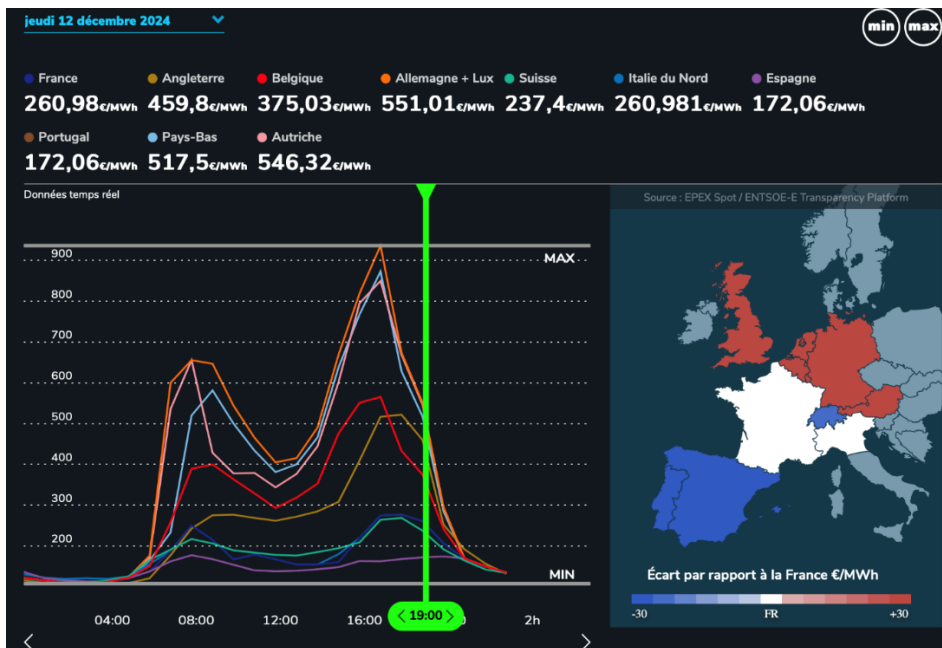 jeudi 12 décembre 2024
min max
France Angleterre Belgique Allemagne + Lux Suisse Italie du Nord Espagne
260,98€/MWh 459,8€/MWh 375,03€/MWh 551,01€/MWh 237,4€/MWh 260,981€/MWh 172,06€/MWh
Portugal Pays-Bas Autriche
172,06€/MWh 517,5€/MWh 546,32€/MWh
Données temps réel
Source : EPEX Spot / ENTSOE-E Transparency Platform
900
MAX
800
700
600
500
400
300
200
MIN
Écart par rapport à la France €/MWh
-30 FR +30
04:00 08:00 12:00 16:00 < 19:00 > 0 2h
< >